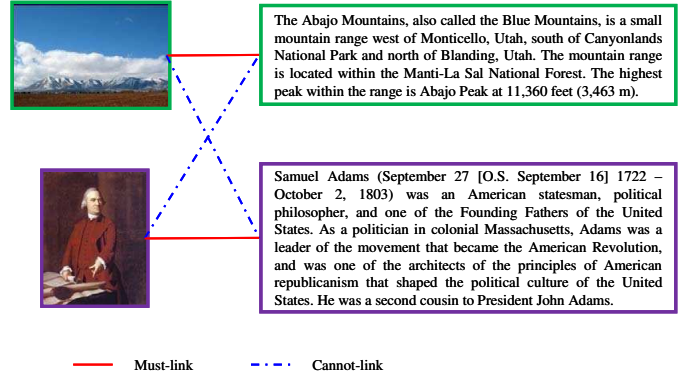 The Abajo Mountains, also called the Blue Mountains, is a small
mountain range west of Monticello, Utah, south of Canyonlands
National Park and north of Blanding, Utah. The mountain range
is located within the Manti-La Sal National Forest. The highest
peak within the range is Abajo Peak at 11,360 feet (3,463 m).
Samuel Adams (September 27 [O.S. September 16] 1722 –
October 2, 1803) was an American statesman, political
philosopher, and one of the Founding Fathers of the United
States. As a politician in colonial Massachusetts, Adams was a
leader of the movement that became the American Revolution,
and was one of the architects of the principles of American
republicanism that shaped the political culture of the United
States. He was a second cousin to President John Adams.
Must-link
Cannot-link